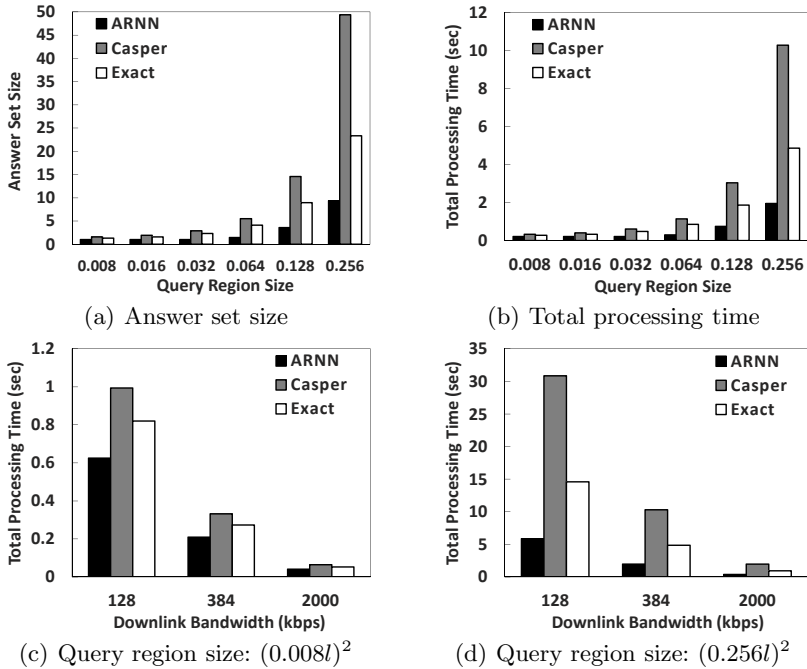 50
45
40
35
30
25
20
15
10
5
0
Answer Set Size
ARNN
Casper
Exact
0.008 0.016 0.032 0.064 0.128 0.256
Query Region Size
(a) Answer set size
12
10
8
6
4
2
0
Total Processing Time (sec)
ARNN
Casper
Exact
0.008 0.016 0.032 0.064 0.128 0.256
Query Region Size
(b) Total processing time
1.2
1
0.8
0.6
0.4
0.2
0
Total Processing Time (sec)
ARNN
Casper
Exact
128 384 2000
Downlink Bandwidth (kbps)
(c) Query region size: (0.008l)²
35
30
25
20
15
10
5
0
Total Processing Time (sec)
ARNN
Casper
Exact
128 384 2000
Downlink Bandwidth (kbps)
(d) Query region size: (0.256l)²